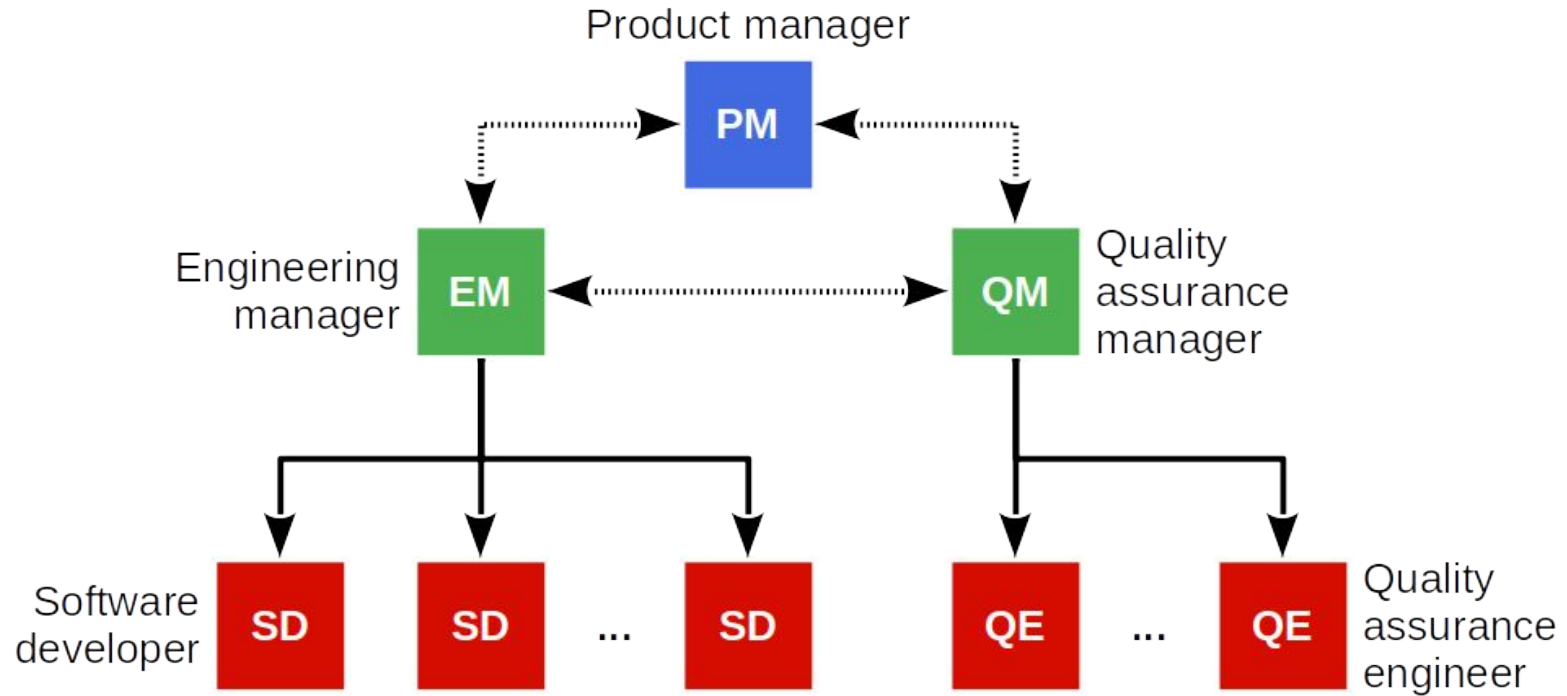 Product manager
PM
Engineering
manager
EM
QM
Quality
assurance
manager
Software
developer
SD
SD
...
SD
QE
...
QE
Quality
assurance
engineer